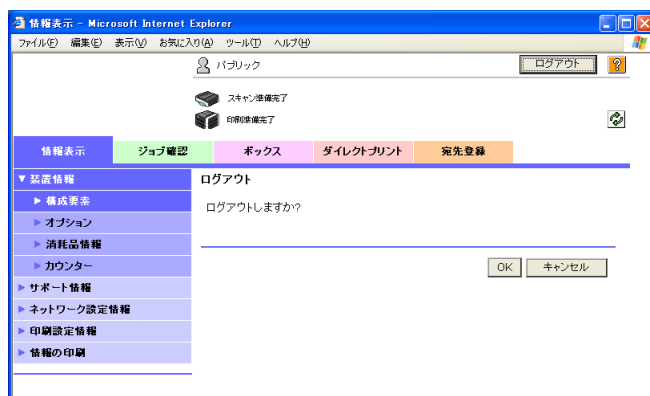 情報表示 - Microsoft Internet Explorer
ファイル(F) 編集(E) 表示(V) お気に入り(A) ツール(T) ヘルプ(H)
パブリック
ログアウト
スキャン準備完了
印刷準備完了
情報表示 ジョブ確認 ボックス ダイレクトプリント 宛先登録
▼ 装置情報
▶ 構成要素
▶ オプション
▶ 消耗品情報
▶ カウンター
▶ サポート情報
▶ ネットワーク設定情報
▶ 印刷設定情報
▶ 情報の印刷
ログアウト
ログアウトしますか?
OK キャンセル